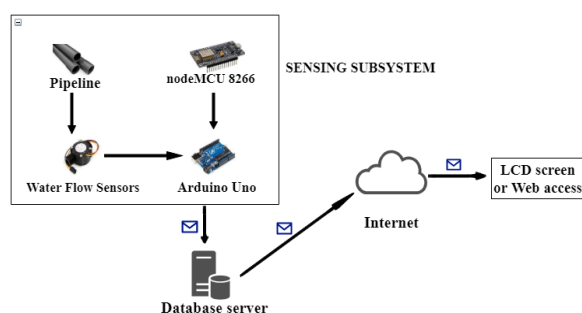 Pipeline
nodeMCU 8266
SENSING SUBSYSTEM
Water Flow Sensors
Arduino Uno
LCD screen
or Web access
Internet
Database server